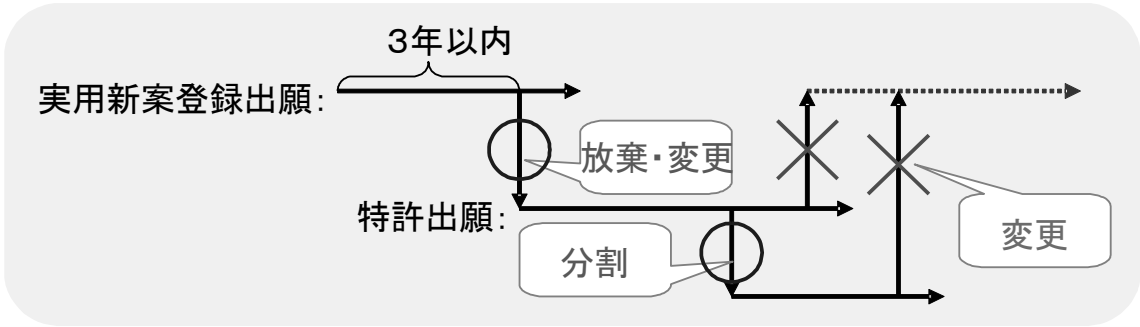 ３年以内
実用新案登録出願：
放棄・変更
特許出願：
分割
変更